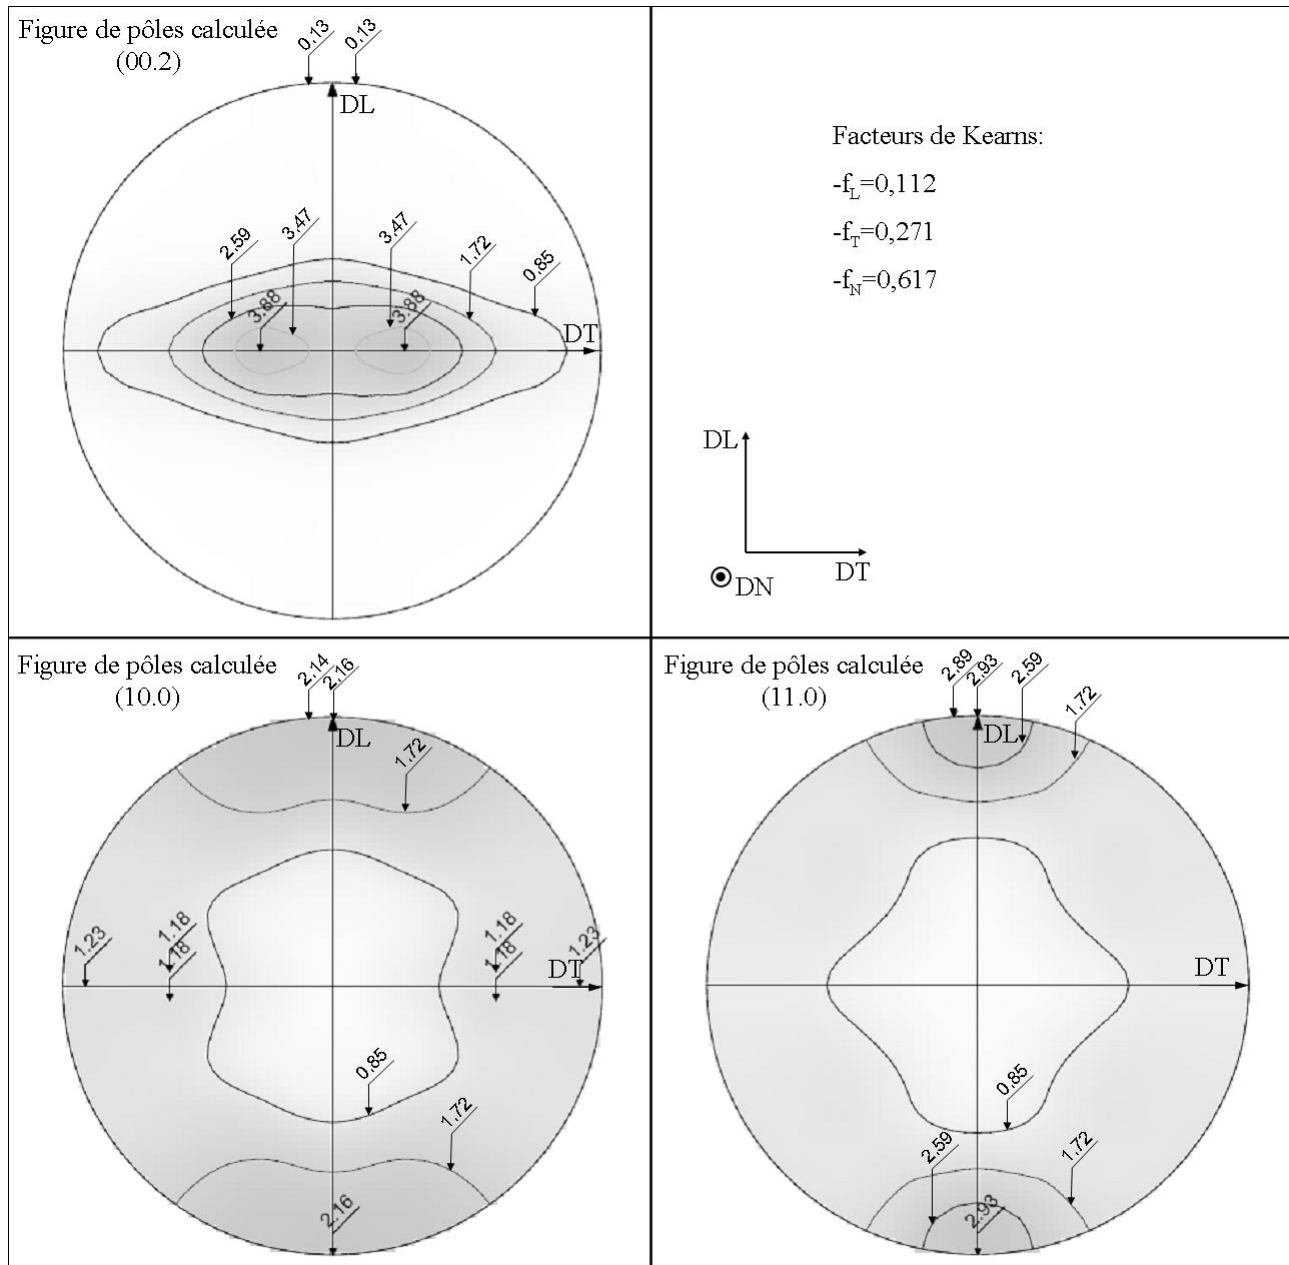 Figure de pôles calculée
(00.2)
0.13
0.13
DL
2.59
3.47
3.47
1.72
0.85
3.88
3.88
DT
Facteurs de Kearns:
-fL=0,112
-fT=0,271
-fN=0,617
DL
DT
DN
Figure de pôles calculée
(10.0)
2.14
2.16
DL
1.72
1.23
1.18
1.18
1.18
1.18
1.23
DT
0.85
1.72
2.16
Figure de pôles calculée
(11.0)
2.89
2.93
2.59
1.72
DL
DT
0.85
2.59
1.72
2.93